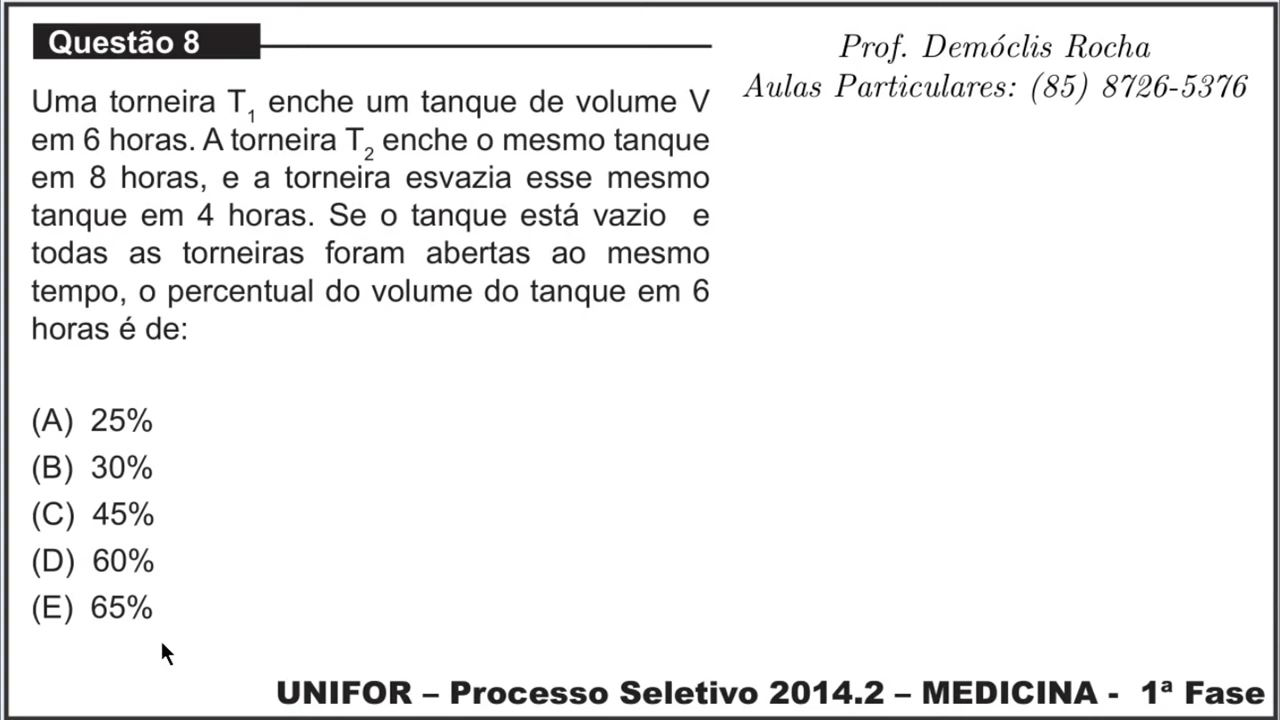 Questão 8
Prof. Demóclis Rocha
Aulas Particulares: (85) 8726-5376
Uma torneira T₁ enche um tanque de volume V
em 6 horas. A torneira T₂ enche o mesmo tanque
em 8 horas, e a torneira esvazia esse mesmo
tanque em 4 horas. Se o tanque está vazio e
todas as torneiras foram abertas ao mesmo
tempo, o percentual do volume do tanque em 6
horas é de:
(A) 25%
(B) 30%
(C) 45%
(D) 60%
(E) 65%
UNIFOR – Processo Seletivo 2014.2 – MEDICINA - 1ª Fase